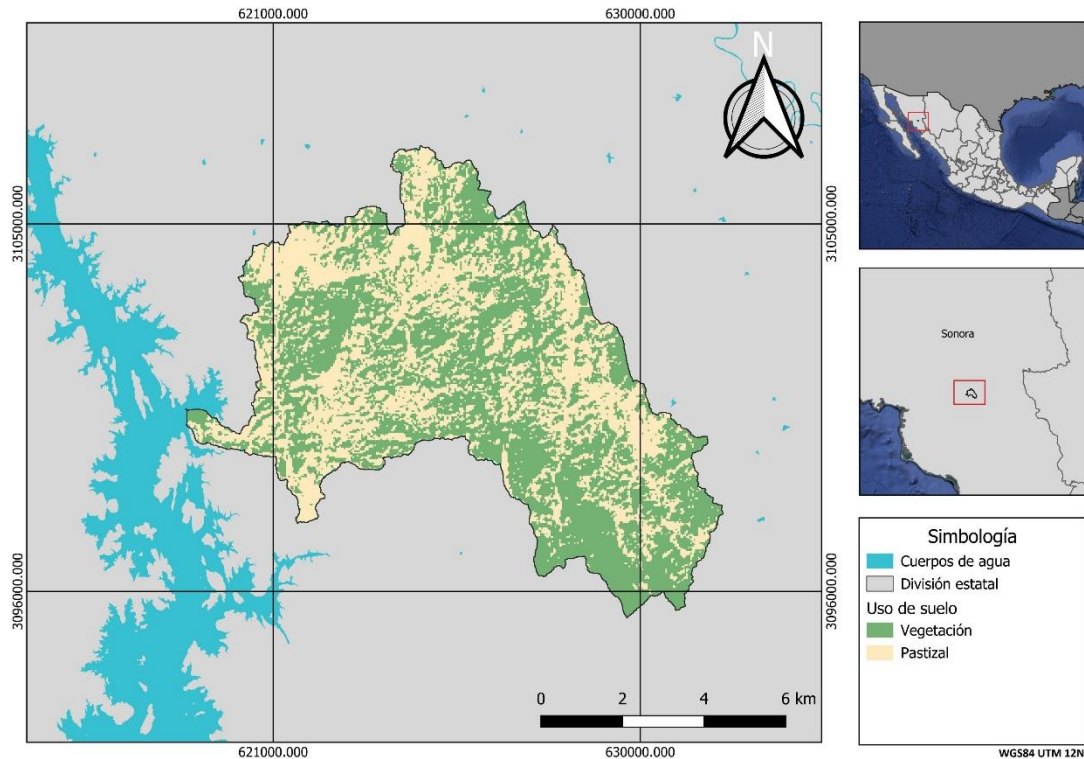 621000.000
630000.000
N
3105000.000
3105000.000
3096000.000
3096000.000
0 2 4 6 km
621000.000
630000.000
Sonora
Simbología
Cuerpos de agua
División estatal
Uso de suelo
Vegetación
Pastizal
WGS84 UTM 12N